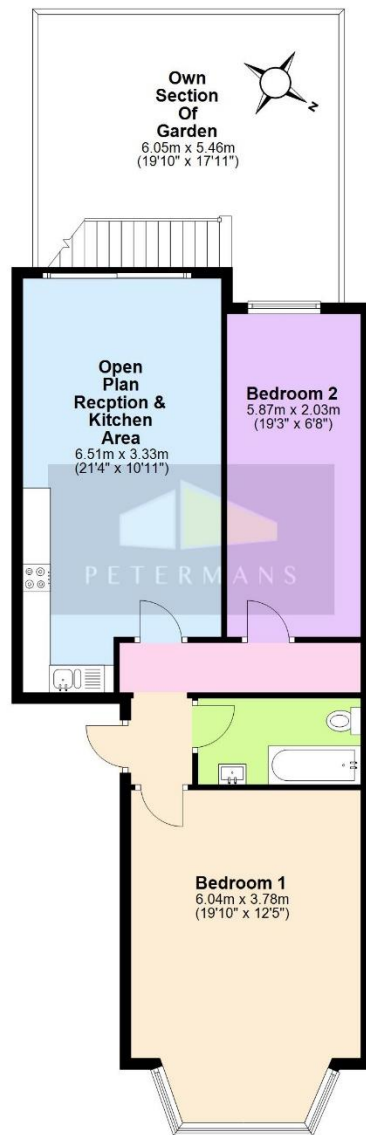 Own
Section
Of
Garden
6.05m x 5.46m
(19'10" x 17'11")
N
Open
Plan
Recption &
Kitchen
Area
6.51m x 3.33m
(21'4" x 10'11")
Bedroom 2
5.87m x 2.03m
(19'3" x 6'8")
PETERMANS
Bedroom 1
6.04m x 3.78m
(19'10" x 12'5")